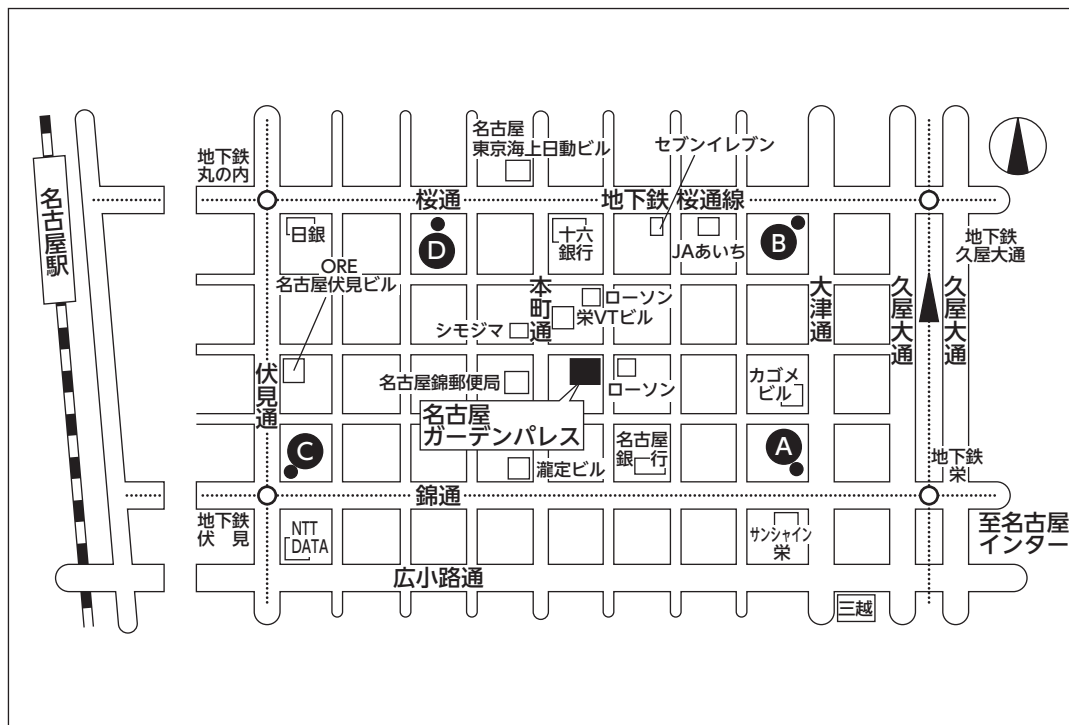 名古屋
東京海上日動ビル
セブンイレブン
地下鉄
丸の内
桜通
地下鉄 桜通線
名古屋駅
日銀
D
十六
銀行
JAあいち
B
地下鉄
久屋大通
ORE
名古屋伏見ビル
本町通
ローソン
栄VTビル
シモジマ
大津通
久屋大通
久屋大通
伏見通
名古屋錦郵便局
ローソン
カゴメ
ビル
名古屋
ガーデンパレス
C
瀧定ビル
名古屋
銀行
A
地下鉄
栄
錦通
地下鉄
伏見
NTT
DATA
サンシャイン
栄
至名古屋
インター
広小路通
三越